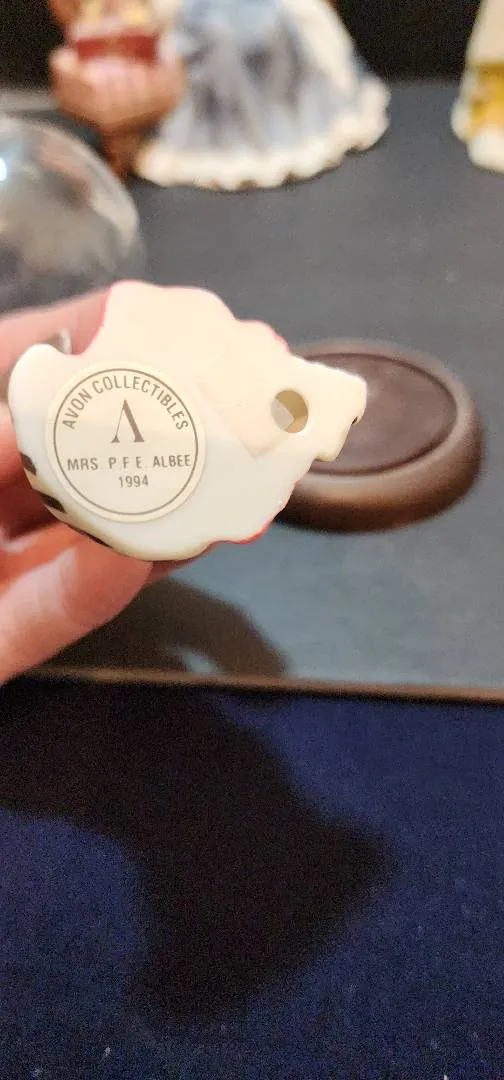 AVON COLLECTIBLES
MRS. P. F. E. ALBEE
1994